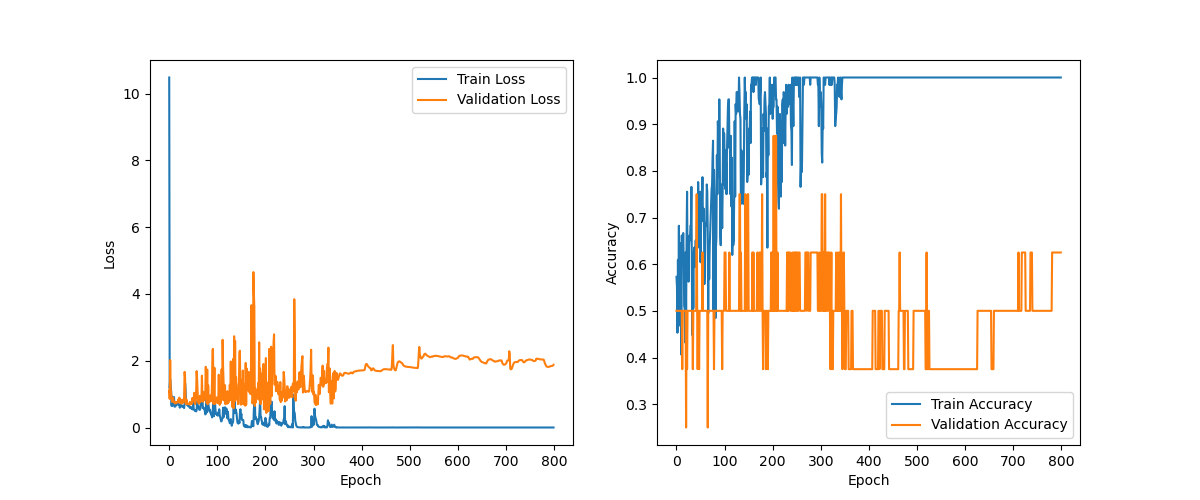 Train Loss
Validation Loss
10
8
6
4
2
0
Loss
0 100 200 300 400 500 600 700 800
Epoch
1.0
0.9
0.8
0.7
0.6
0.5
0.4
0.3
Accuracy
Train Accuracy
Validation Accuracy
0 100 200 300 400 500 600 700 800
Epoch